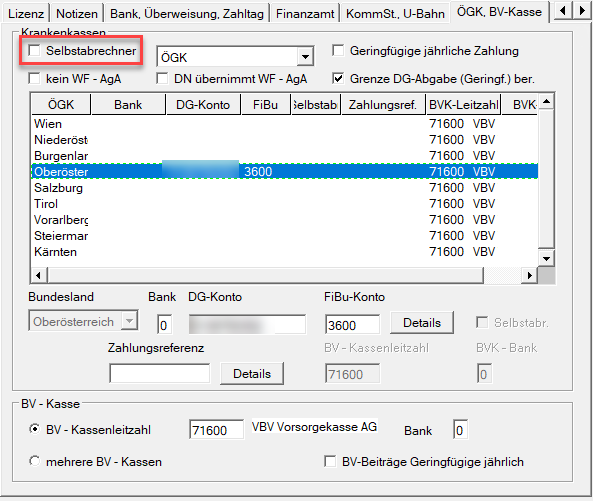 Lizenz Notizen Bank, Überweisung, Zahltag Finanzamt KommSt., U-Bahn ÖGK, BV-Kasse
Krankenkassen
Selbstabrechner ÖGK Geringfügige jährliche Zahlung
kein WF - AgA DN übernimmt WF - AgA Grenze DG-Abgabe (Geringf.) ber.
ÖGK Bank DG-Konto FiBu Selbstab. Zahlungsref. BVK-Leitzahl BVK-
Wien 71600 VBV
Niederöst 71600 VBV
Burgenlar 71600 VBV
Oberöster 3600 71600 VBV
Salzburg 71600 VBV
Tirol 71600 VBV
Vorarlberg 71600 VBV
Steiermar 71600 VBV
Kärnten 71600 VBV
Bundesland Bank DG-Konto FiBu-Konto
Oberösterreich 0 3600 Details Selbstabr.
Zahlungsreferenz BV - Kassenleitzahl BVK - Bank
Details 71600 0
BV - Kasse
BV - Kassenleitzahl 71600 VBV Vorsorgekasse AG Bank 0
mehrere BV - Kassen BV-Beiträge Geringfügige jährlich